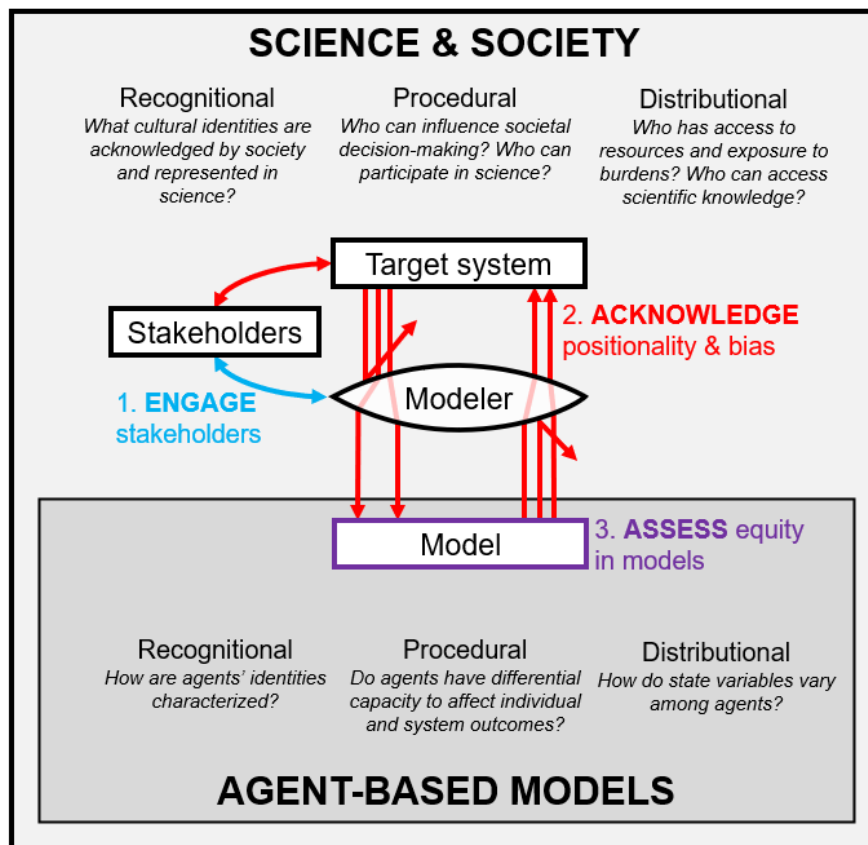 SCIENCE & SOCIETY
Recognitional
What cultural identities are
acknowledged by society
and represented in
science?
Procedural
Who can influence societal
decision-making? Who can
participate in science?
Distributional
Who has access to
resources and exposure to
burdens? Who can access
scientific knowledge?
Target system
Stakeholders
2. ACKNOWLEDGE
positionality & bias
Modeler
1. ENGAGE
stakeholders
Model
3. ASSESS equity
in models
Recognitional
How are agents’ identities
characterized?
Procedural
Do agents have differential
capacity to affect individual
and system outcomes?
Distributional
How do state variables vary
among agents?
AGENT-BASED MODELS